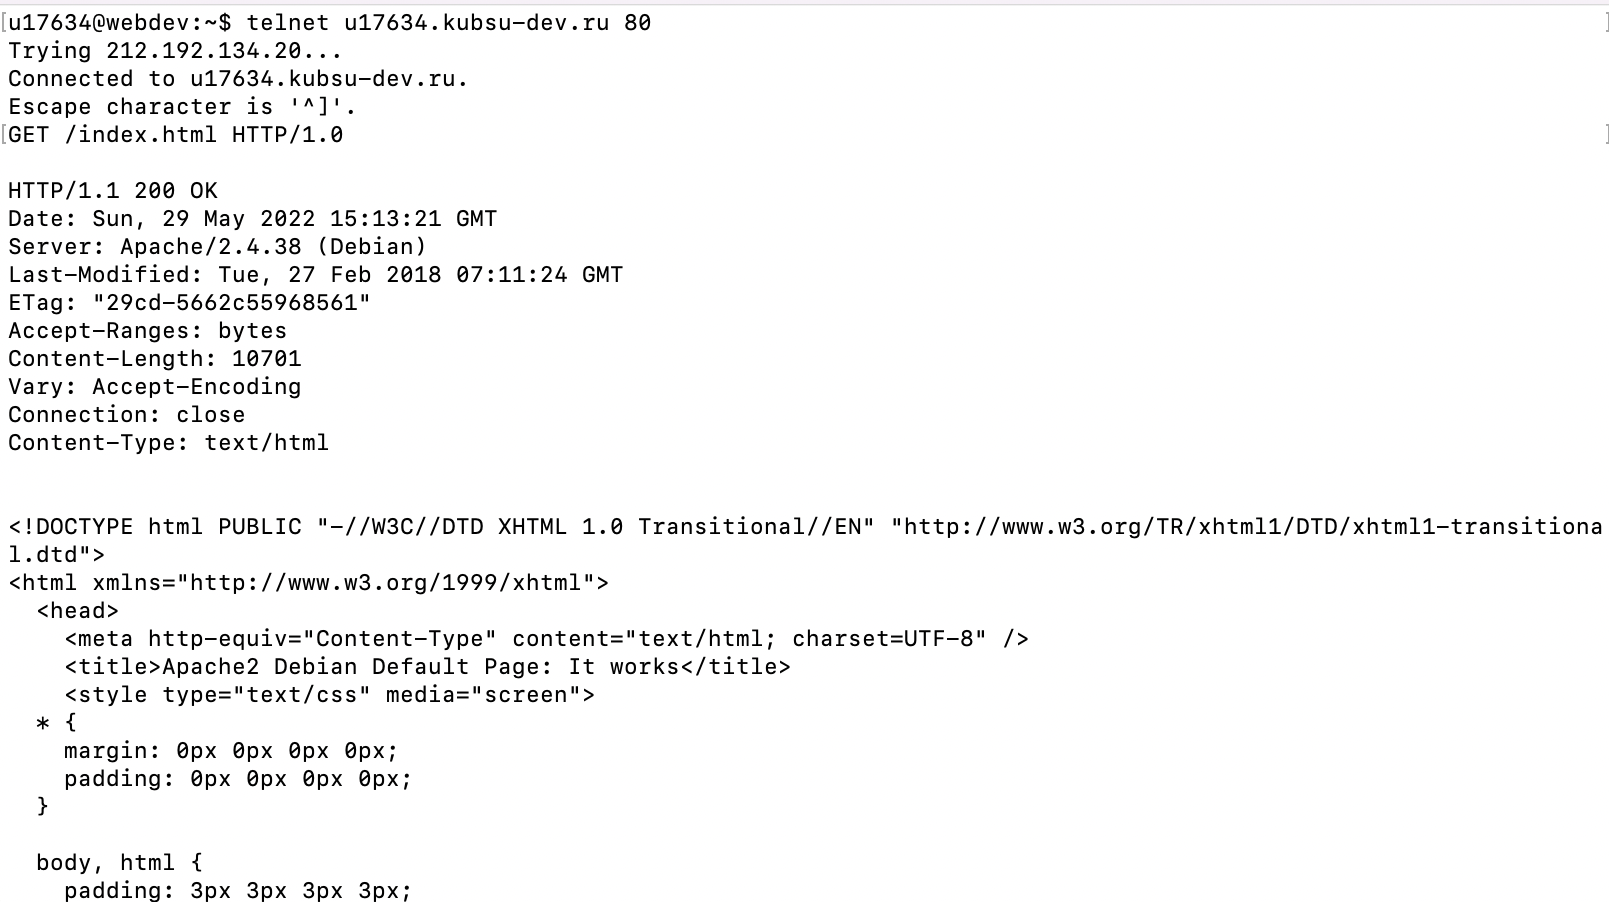 [u17634@webdev:~$ telnet u17634.kubsu-dev.ru 80 ]
Trying 212.192.134.20...
Connected to u17634.kubsu-dev.ru.
Escape character is '^]'.
[GET /index.html HTTP/1.0 ]
HTTP/1.1 200 OK
Date: Sun, 29 May 2022 15:13:21 GMT
Server: Apache/2.4.38 (Debian)
Last-Modified: Tue, 27 Feb 2018 07:11:24 GMT
ETag: "29cd-5662c55968561"
Accept-Ranges: bytes
Content-Length: 10701
Vary: Accept-Encoding
Connection: close
Content-Type: text/html
<!DOCTYPE html PUBLIC "-//W3C//DTD XHTML 1.0 Transitional//EN" "http://www.w3.org/TR/xhtml1/DTD/xhtml1-transitiona
l.dtd">
<html xmlns="http://www.w3.org/1999/xhtml">
  <head>
    <meta http-equiv="Content-Type" content="text/html; charset=UTF-8" />
    <title>Apache2 Debian Default Page: It works</title>
    <style type="text/css" media="screen">
  * {
    margin: 0px 0px 0px 0px;
    padding: 0px 0px 0px 0px;
  }
  body, html {
    padding: 3px 3px 3px 3px;